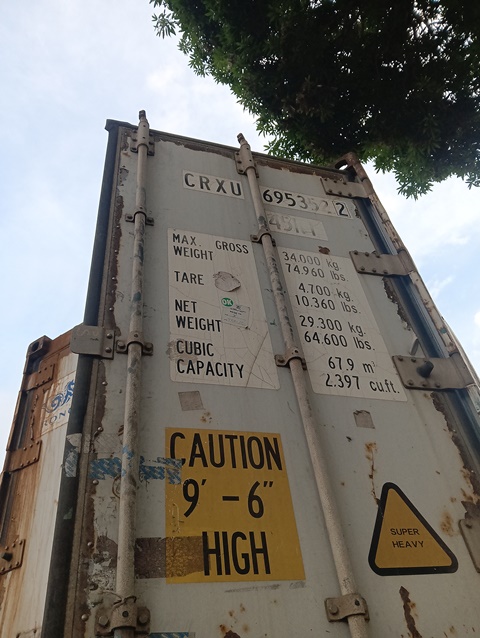 CRXU 695352 2
45R1
MAX. GROSS
WEIGHT
34.000 kg.
74.960 lbs.
TARE
4.700 kg.
10.360 lbs.
NET
WEIGHT
29.300 kg.
64.600 lbs.
CUBIC
CAPACITY
67.9 m³
2.397 cu.ft.
OK
CAUTION
9' – 6"
HIGH
SUPER
HEAVY